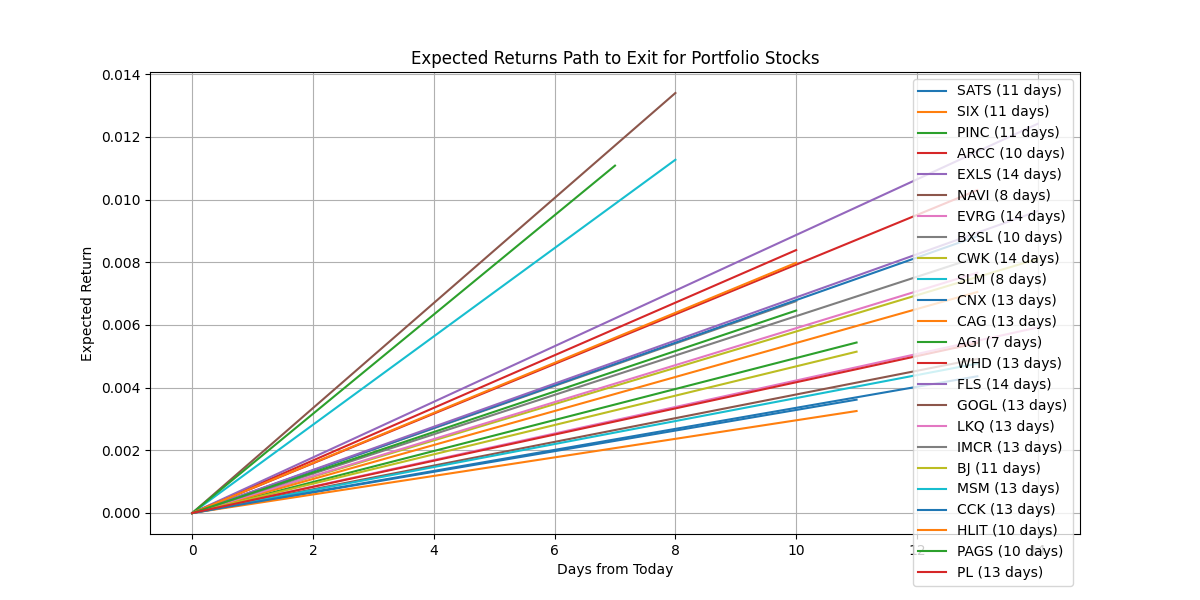 Expected Returns Path to Exit for Portfolio Stocks
Expected Return
0.014
0.012
0.010
0.008
0.006
0.004
0.002
0.000
0 2 4 6 8 10 12 14
Days from Today
SATS (11 days)
SIX (11 days)
PINC (11 days)
ARCC (10 days)
EXLS (14 days)
NAVI (8 days)
EVRG (14 days)
BXSL (10 days)
CWK (14 days)
SLM (8 days)
CNX (13 days)
CAG (13 days)
AGI (7 days)
WHD (13 days)
FLS (14 days)
GOGL (13 days)
LKQ (13 days)
IMCR (13 days)
BJ (11 days)
MSM (13 days)
CCK (13 days)
HLIT (10 days)
PAGS (10 days)
PL (13 days)